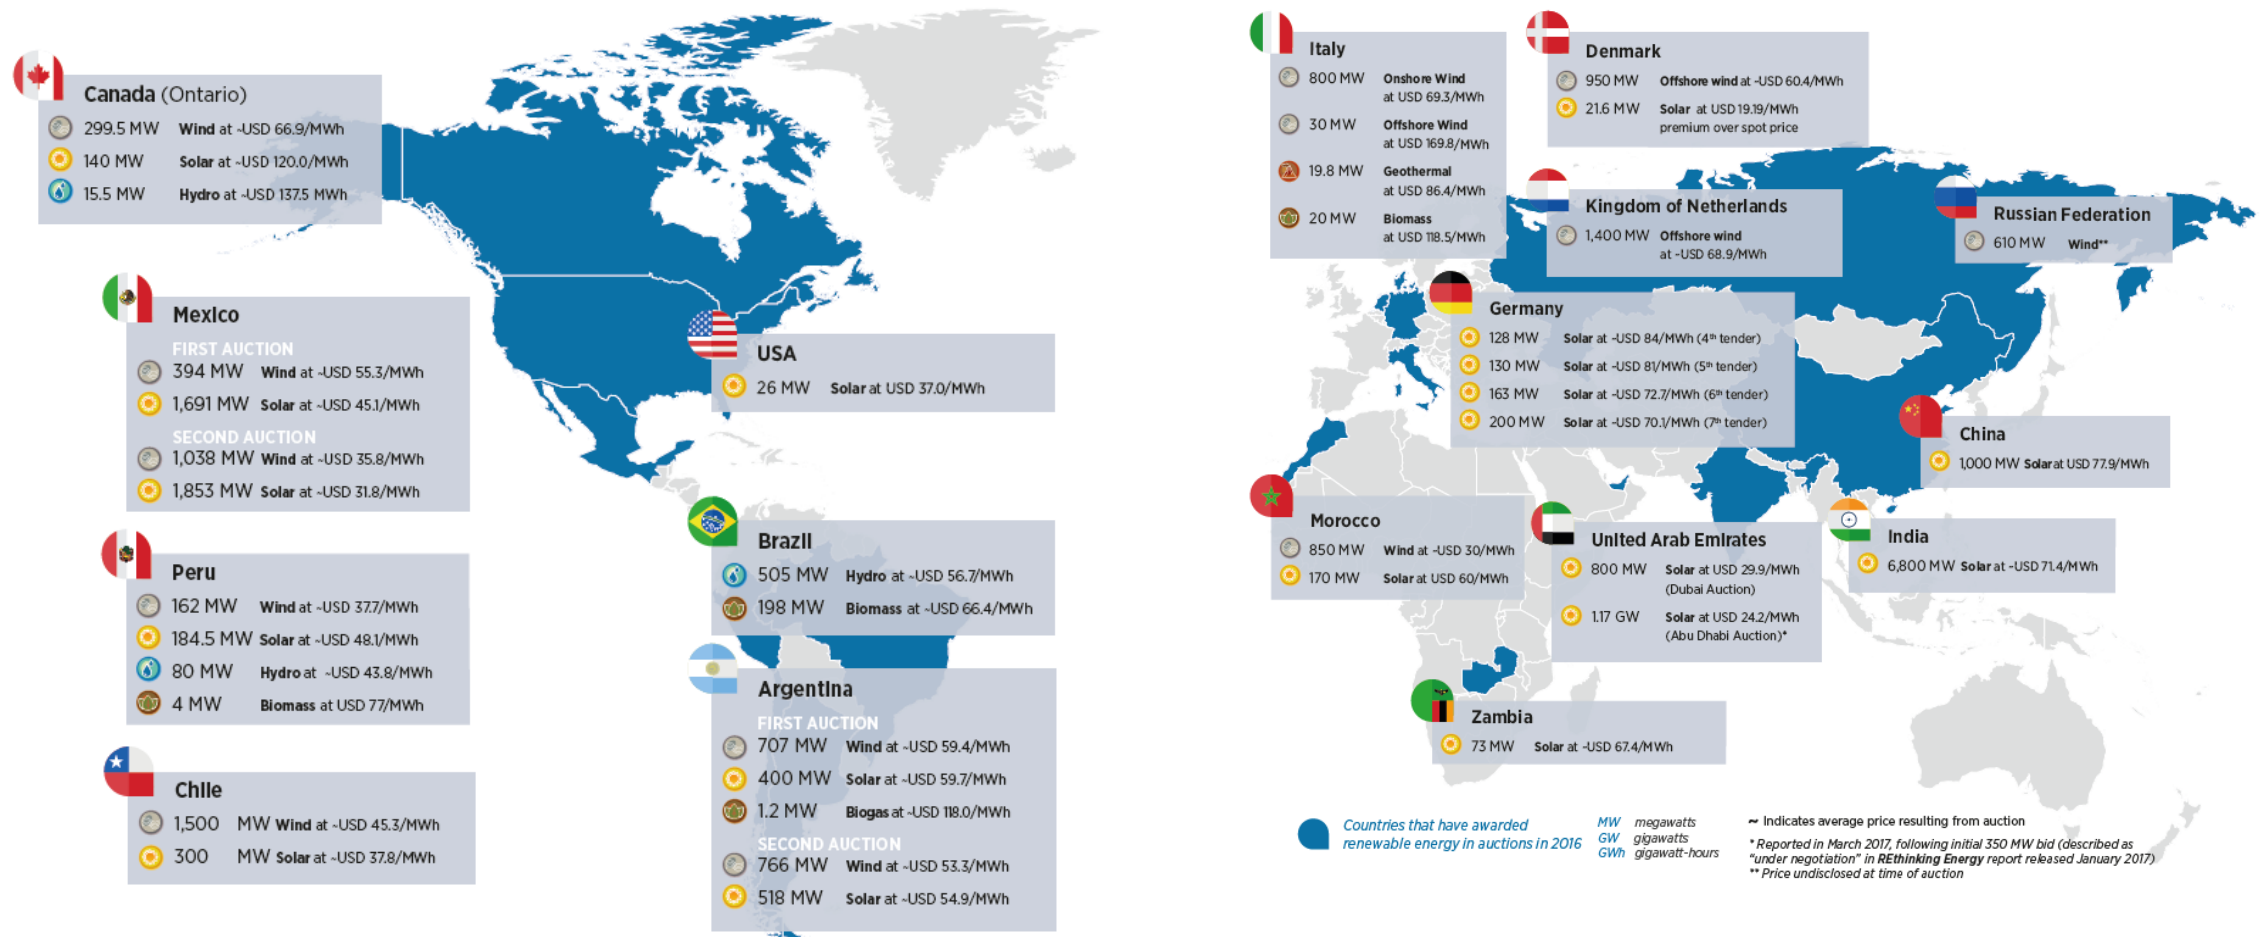 Canada (Ontario)
299.5 MW Wind at ~USD 66.9/MWh
140 MW Solar at ~USD 120.0/MWh
15.5 MW Hydro at ~USD 137.5 MWh
Mexico
FIRST AUCTION
394 MW Wind at ~USD 55.3/MWh
1,691 MW Solar at ~USD 45.1/MWh
SECOND AUCTION
1,038 MW Wind at ~USD 35.8/MWh
1,853 MW Solar at ~USD 31.8/MWh
Peru
162 MW Wind at ~USD 37.7/MWh
184.5 MW Solar at ~USD 48.1/MWh
80 MW Hydro at ~USD 43.8/MWh
4 MW Biomass at USD 77/MWh
Chile
1,500 MW Wind at ~USD 45.3/MWh
300 MW Solar at ~USD 37.8/MWh
USA
26 MW Solar at USD 37.0/MWh
Brazil
505 MW Hydro at ~USD 56.7/MWh
198 MW Biomass at ~USD 66.4/MWh
Argentina
FIRST AUCTION
707 MW Wind at ~USD 59.4/MWh
400 MW Solar at ~USD 59.7/MWh
1.2 MW Biogas at ~USD 118.0/MWh
SECOND AUCTION
766 MW Wind at ~USD 53.3/MWh
518 MW Solar at ~USD 54.9/MWh
Italy
800 MW Onshore Wind
at USD 69.3/MWh
30 MW Offshore Wind
at USD 169.8/MWh
19.8 MW Geothermal
at USD 86.4/MWh
20 MW Biomass
at USD 118.5/MWh
Denmark
950 MW Offshore wind at ~USD 60.4/MWh
21.6 MW Solar at USD 19.19/MWh
premium over spot price
Kingdom of Netherlands
1,400 MW Offshore wind
at ~USD 68.9/MWh
Russian Federation
610 MW Wind**
Germany
128 MW Solar at ~USD 84/MWh (4th tender)
130 MW Solar at ~USD 81/MWh (5th tender)
163 MW Solar at ~USD 72.7/MWh (6th tender)
200 MW Solar at ~USD 70.1/MWh (7th tender)
China
1,000 MW Solar at USD 77.9/MWh
Morocco
850 MW Wind at ~USD 30/MWh
170 MW Solar at USD 60/MWh
United Arab Emirates
800 MW Solar at USD 29.9/MWh
(Dubai Auction)
1.17 GW Solar at USD 24.2/MWh
(Abu Dhabi Auction)*
India
6,800 MW Solar at ~USD 71.4/MWh
Zambia
73 MW Solar at ~USD 67.4/MWh
Countries that have awarded
renewable energy in auctions in 2016
MW megawatts
GW gigawatts
GWh gigawatt-hours
~ Indicates average price resulting from auction
* Reported in March 2017, following initial 350 MW bid (described as
"under negotiation" in REthinking Energy report released January 2017)
** Price undisclosed at time of auction